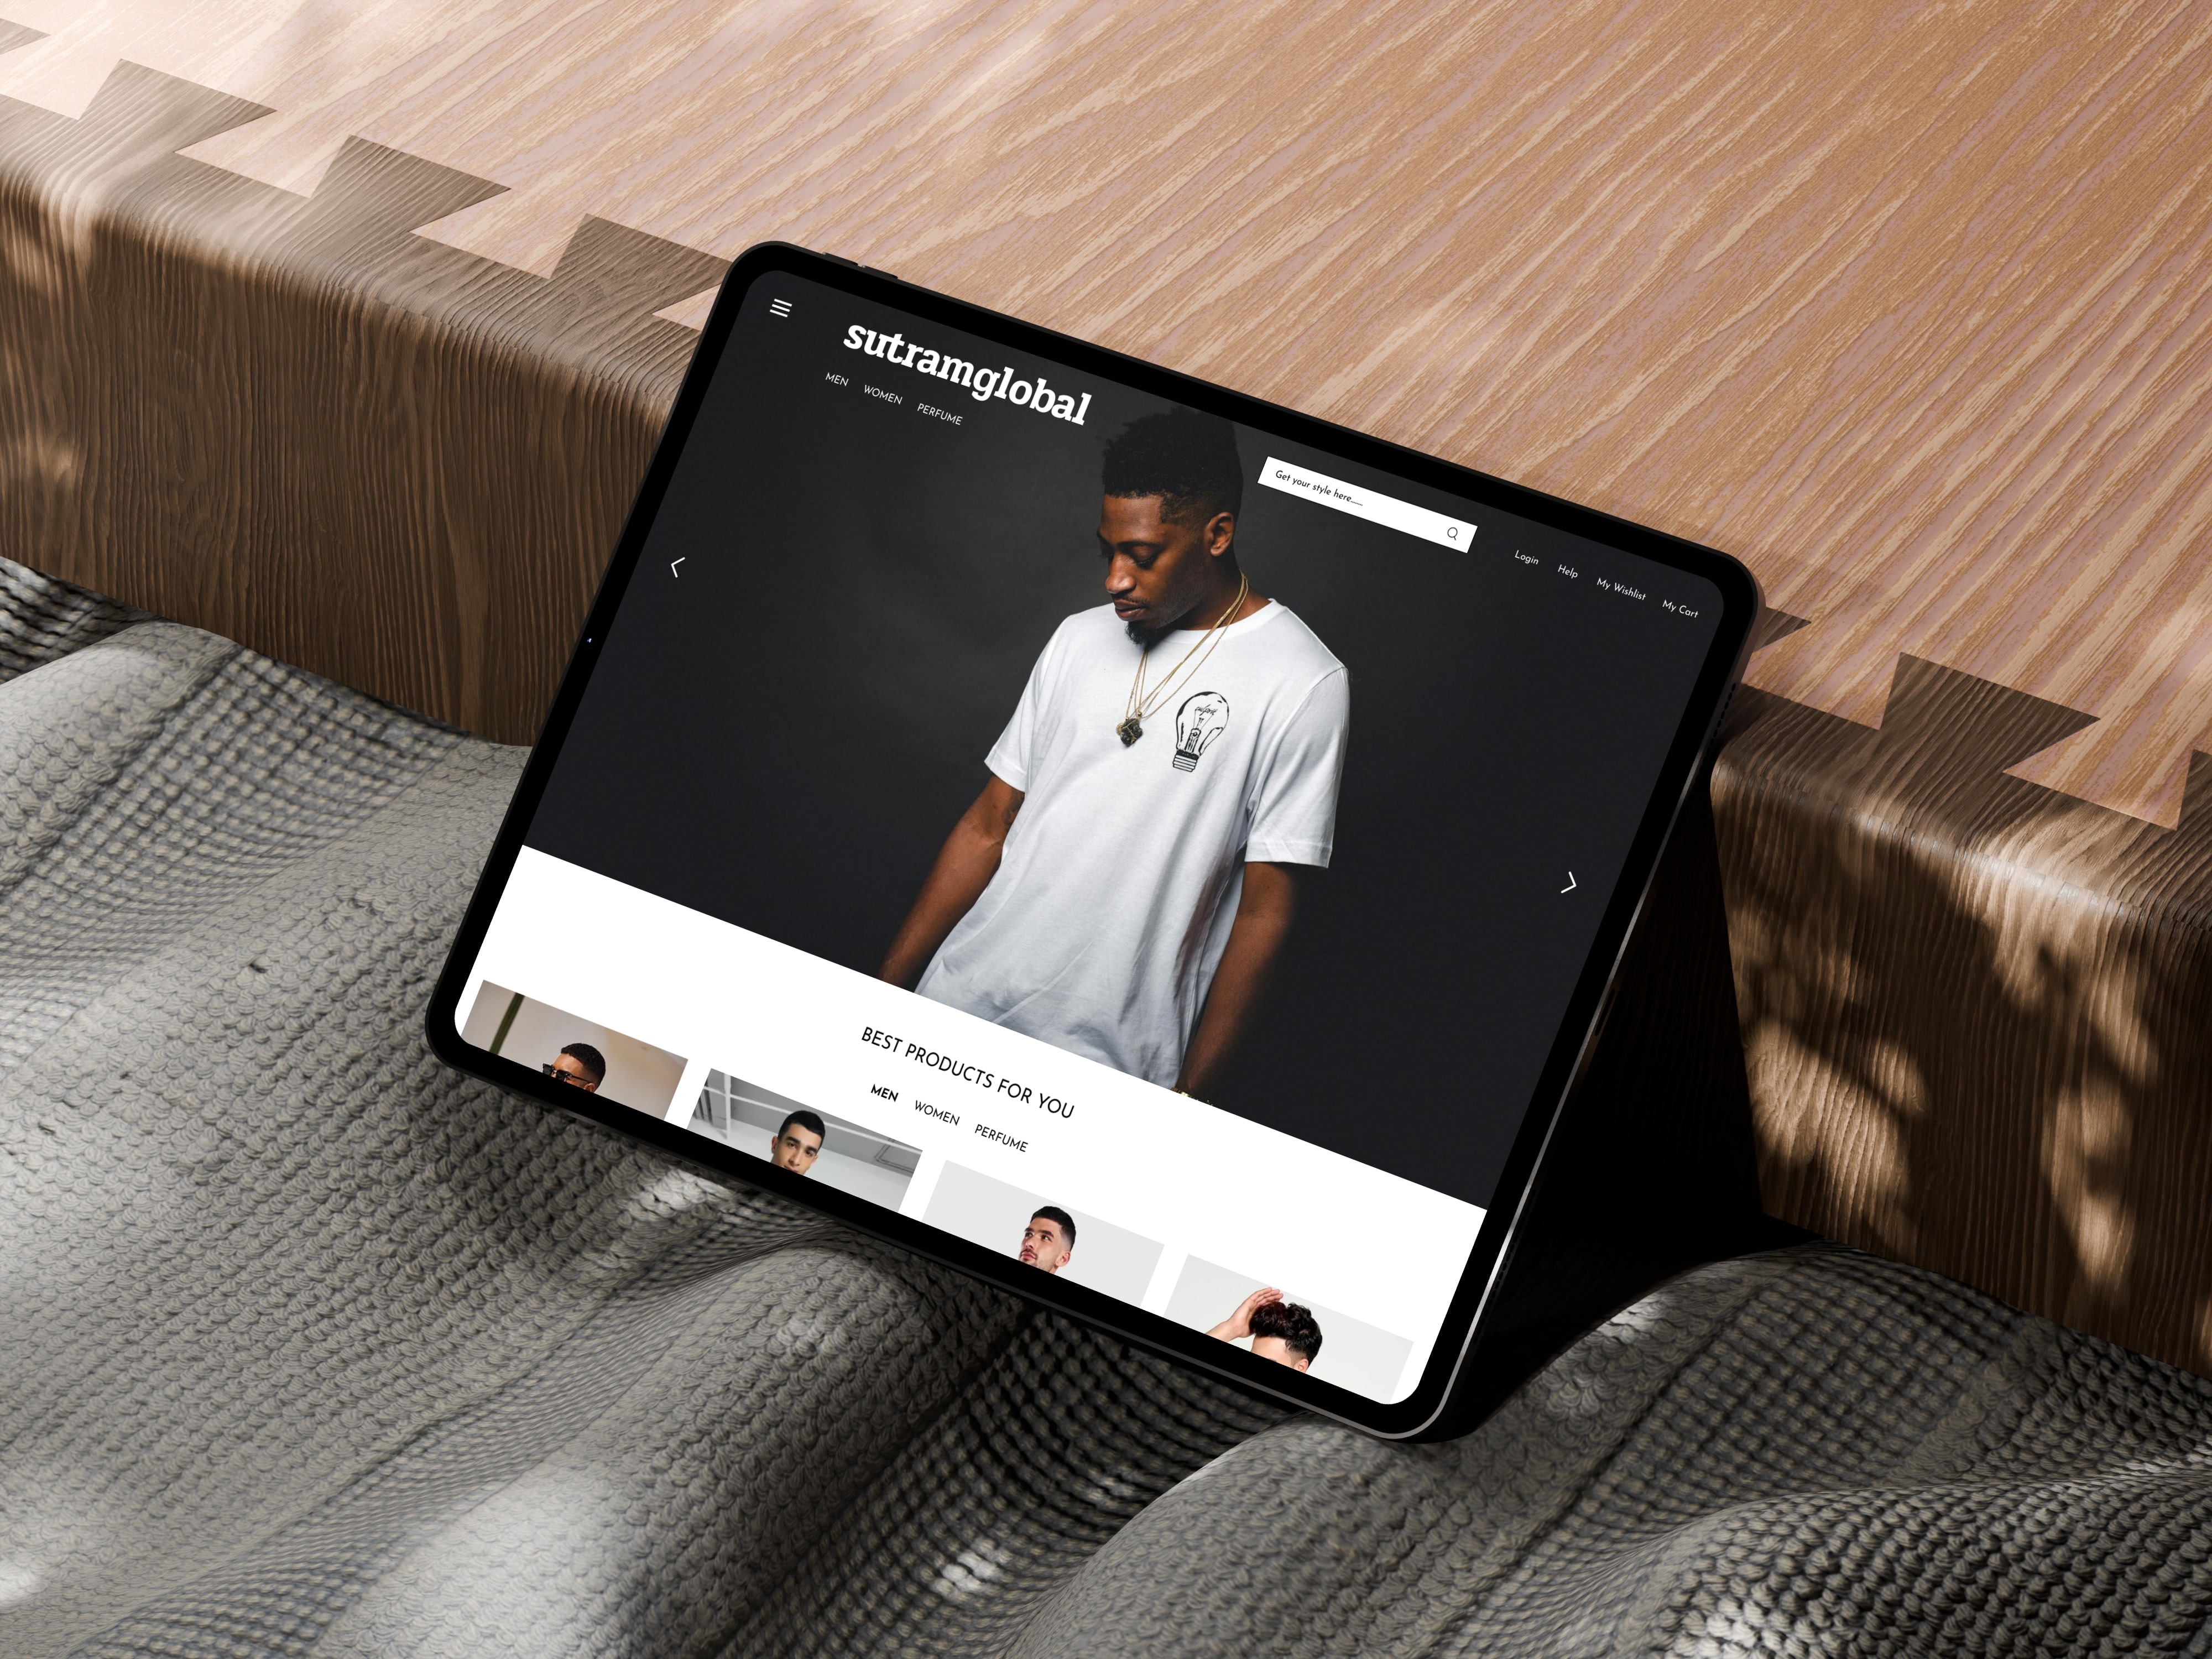 sutramglobal
MEN WOMEN PERFUME
Get your style here.....
Login Help My Wishlist My Cart
BEST PRODUCTS FOR YOU
MEN WOMEN PERFUME